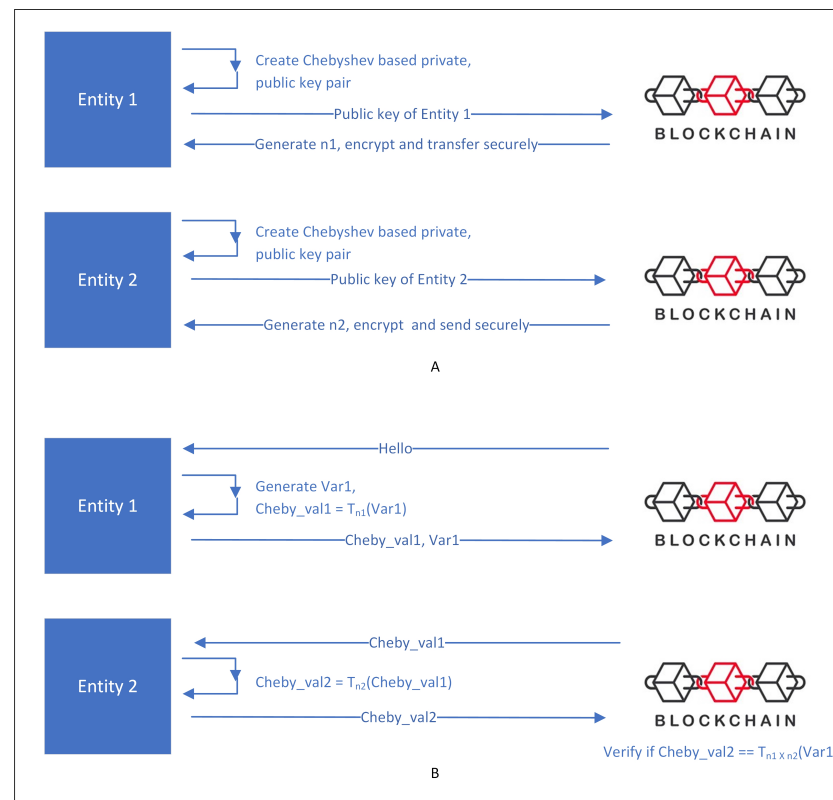 Entity 1
Create Chebyshev based private,
public key pair
Public key of Entity 1
Generate n1, encrypt and transfer securely
BLOCKCHAIN
Entity 2
Create Chebyshev based private,
public key pair
Public key of Entity 2
Generate n2, encrypt and send securely
BLOCKCHAIN
A
Hello
Entity 1
Generate Var1,
Cheby_val1 = Tn1(Var1)
Cheby_val1, Var1
BLOCKCHAIN
Cheby_val1
Entity 2
Cheby_val2 = Tn2(Cheby_val1)
Cheby_val2
BLOCKCHAIN
Verify if Cheby_val2 == Tn1 X n2(Var1
B